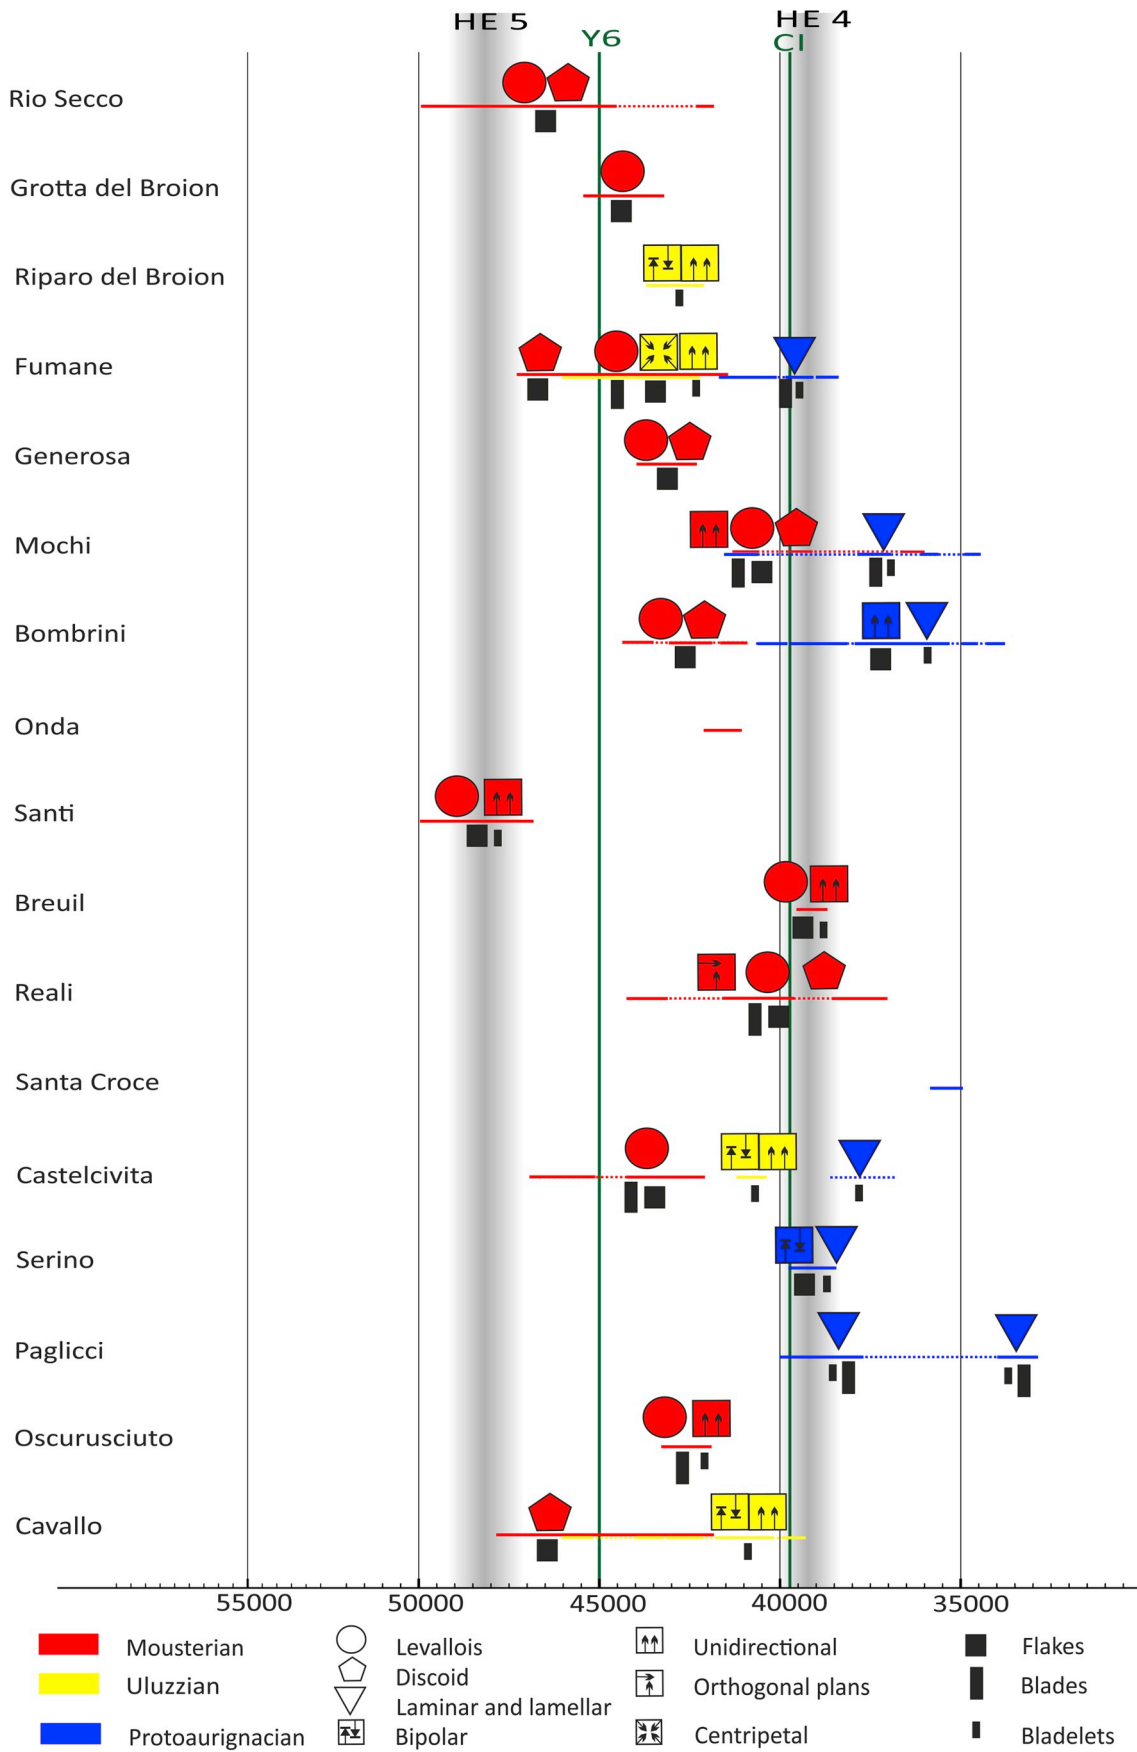 HE 5
HE 4
Y6
CI
Rio Secco
Grotta del Broion
Riparo del Broion
Fumane
Generosa
Mochi
Bombrini
Onda
Santi
Breuil
Reali
Santa Croce
Castelcivita
Serino
Paglicci
Oscurusciuto
Cavallo
55000 50000 45000 40000 35000
Mousterian Levallois Unidirectional Flakes
Uluzzian Discoid Orthogonal plans Blades
Laminar and lamellar
Protoaurignacian Bipolar Centripetal Bladelets